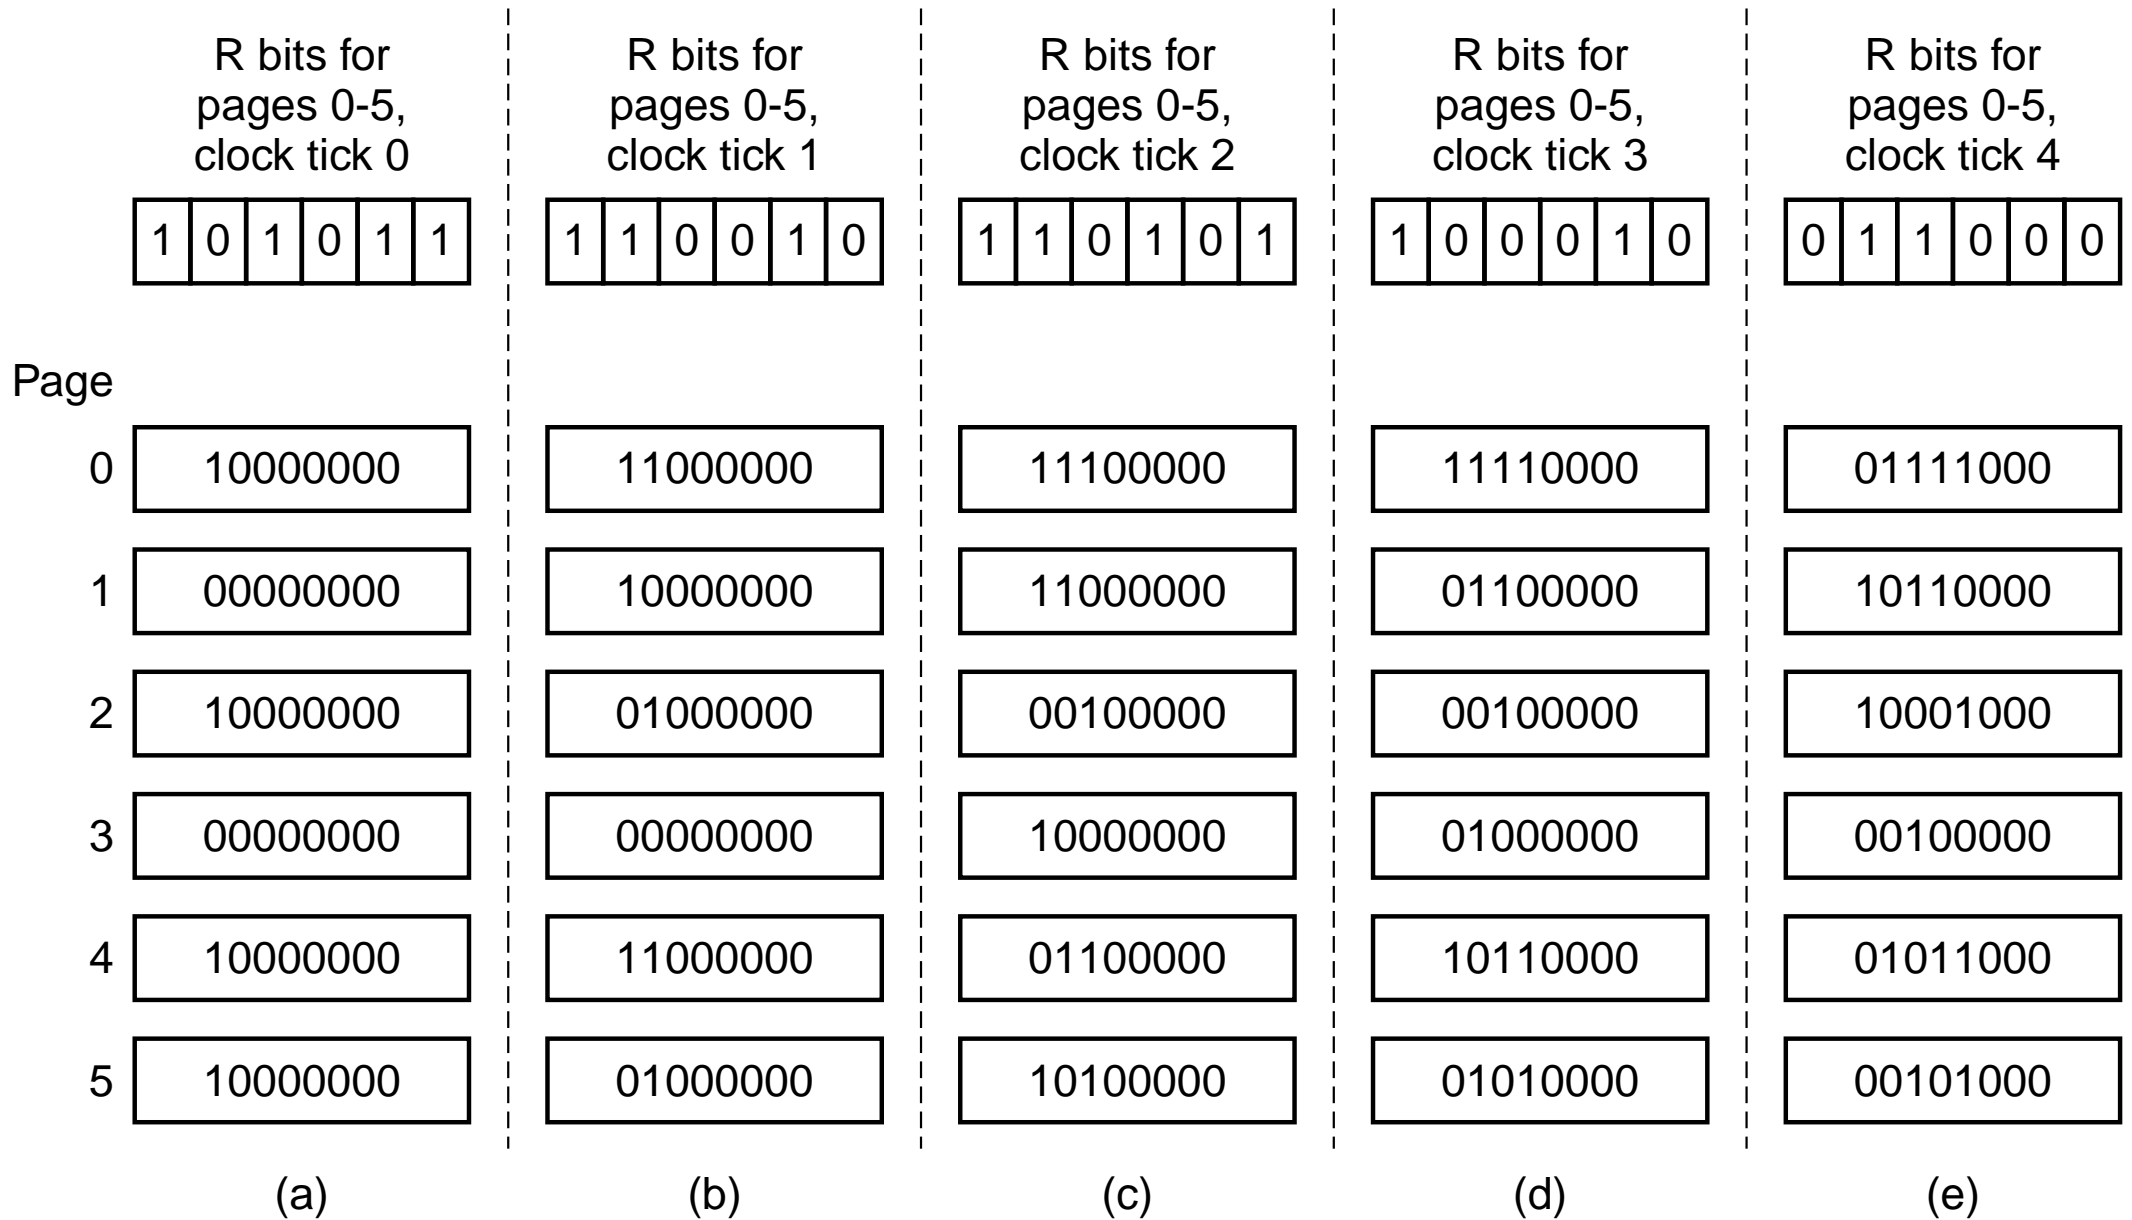 R bits for
pages 0-5,
clock tick 0
R bits for
pages 0-5,
clock tick 1
R bits for
pages 0-5,
clock tick 2
R bits for
pages 0-5,
clock tick 3
R bits for
pages 0-5,
clock tick 4
1 0 1 0 1 1
1 1 0 0 1 0
1 1 0 1 0 1
1 0 0 0 1 0
0 1 1 0 0 0
Page
0 10000000 11000000 11100000 11110000 01111000
1 00000000 10000000 11000000 01100000 10110000
2 10000000 01000000 00100000 00100000 10001000
3 00000000 00000000 10000000 01000000 00100000
4 10000000 11000000 01100000 10110000 01011000
5 10000000 01000000 10100000 01010000 00101000
(a) (b) (c) (d) (e)